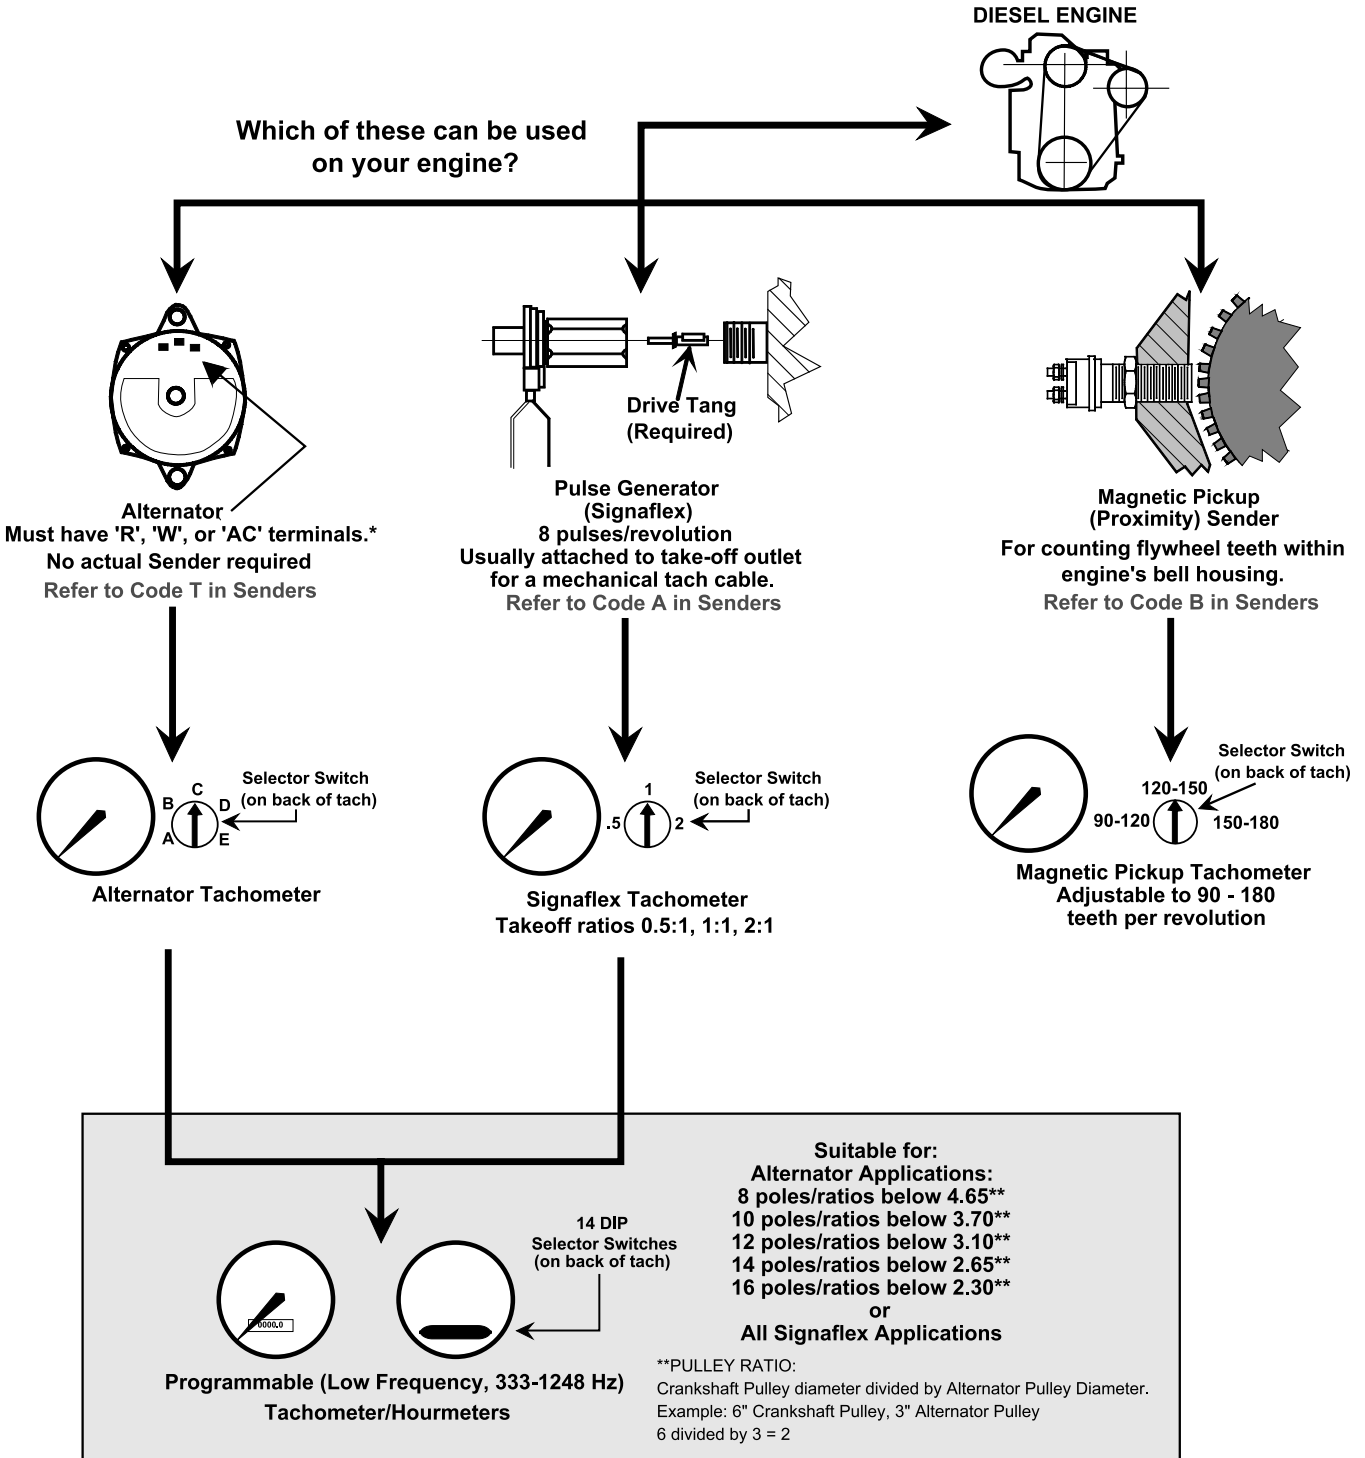 DIESEL ENGINE
Which of these can be used
on your engine?
Drive Tang
(Required)
Alternator
Must have 'R', 'W', or 'AC' terminals.*
No actual Sender required
Refer to Code T in Senders
Pulse Generator
(Signaflex)
8 pulses/revolution
Usually attached to take-off outlet
for a mechanical tach cable.
Refer to Code A in Senders
Magnetic Pickup
(Proximity) Sender
For counting flywheel teeth within
engine's bell housing.
Refer to Code B in Senders
A
B
C
D
E
Selector Switch
(on back of tach)
Alternator Tachometer
.5
1
2
Selector Switch
(on back of tach)
Signaflex Tachometer
Takeoff ratios 0.5:1, 1:1, 2:1
90-120
120-150
150-180
Selector Switch
(on back of tach)
Magnetic Pickup Tachometer
Adjustable to 90 - 180
teeth per revolution
0000.0
14 DIP
Selector Switches
(on back of tach)
Programmable (Low Frequency, 333-1248 Hz)
Tachometer/Hourmeters
Suitable for:
Alternator Applications:
8 poles/ratios below 4.65**
10 poles/ratios below 3.70**
12 poles/ratios below 3.10**
14 poles/ratios below 2.65**
16 poles/ratios below 2.30**
or
All Signaflex Applications
**PULLEY RATIO:
Crankshaft Pulley diameter divided by Alternator Pulley Diameter.
Example: 6" Crankshaft Pulley, 3" Alternator Pulley
6 divided by 3 = 2